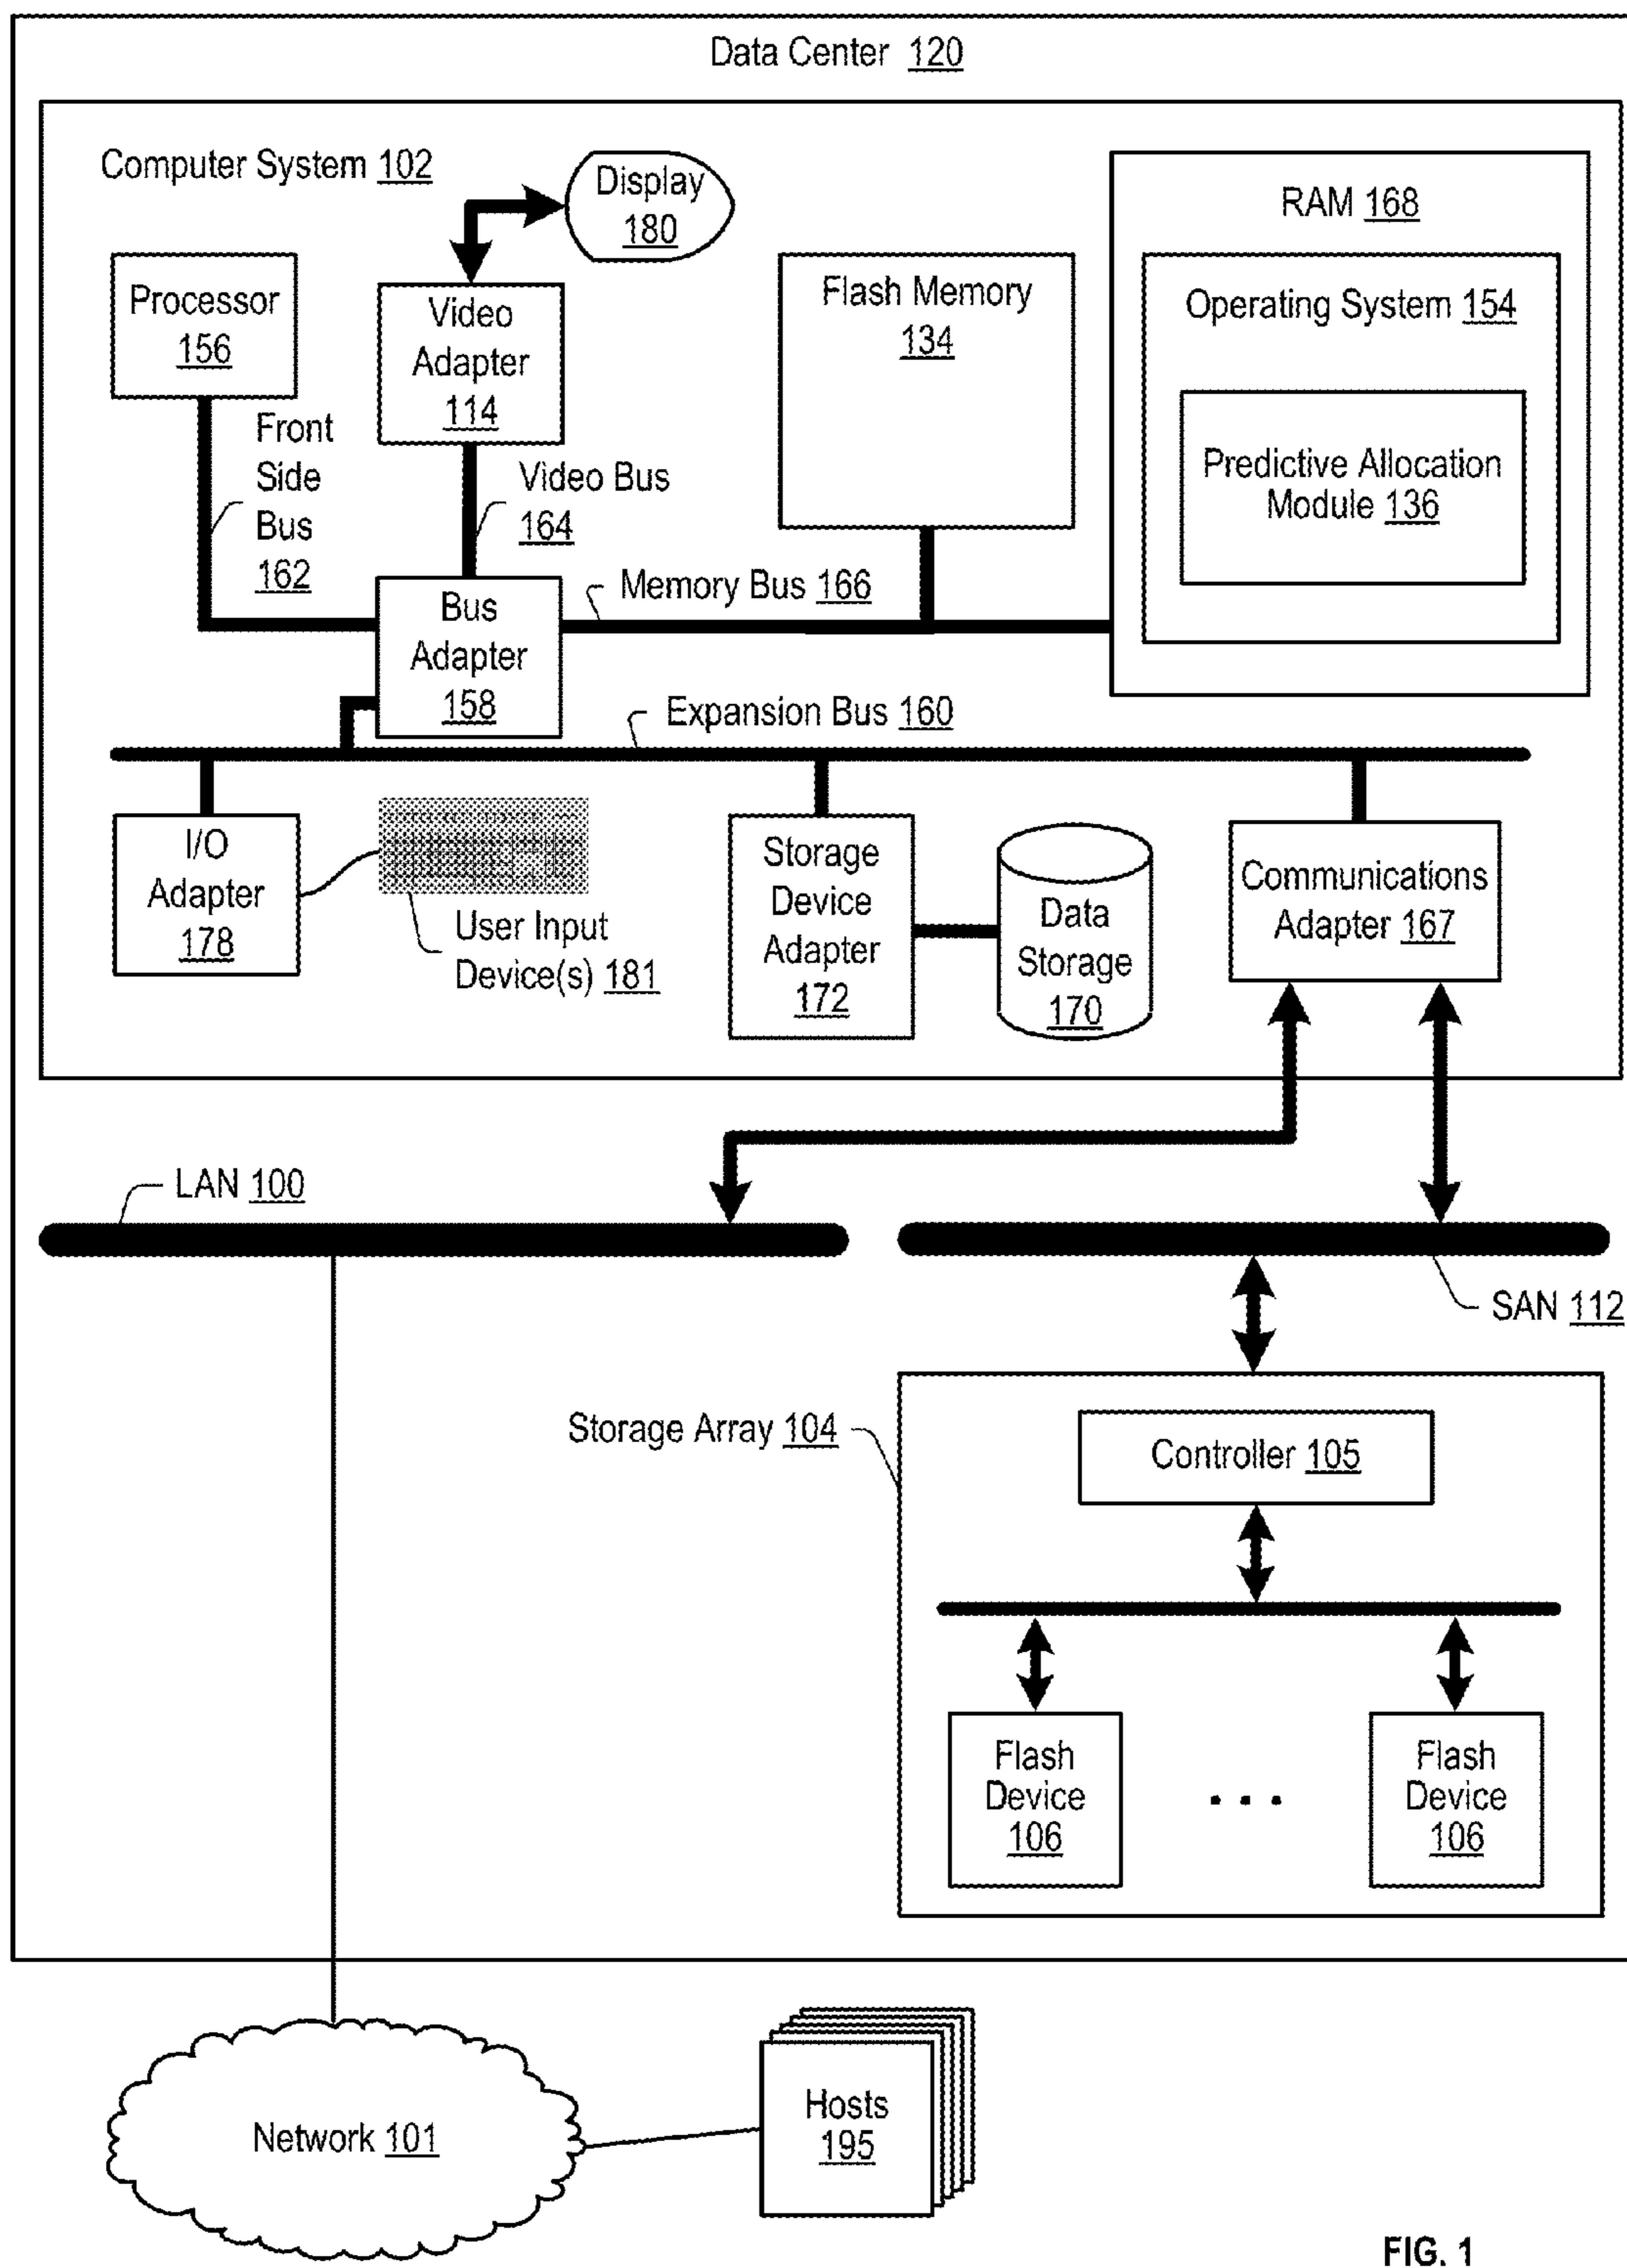 Data Center 120
Computer System 102
Display
180
RAM 168
Processor
156
Video
Adapter
114
Flash Memory
134
Operating System 154
Predictive Allocation
Module 136
Front
Side
Bus
162
Video Bus
164
Memory Bus 166
Bus
Adapter
158
Expansion Bus 160
I/O
Adapter
178
User Input
Device(s) 181
Storage
Device
Adapter
172
Data
Storage
170
Communications
Adapter 167
LAN 100
SAN 112
Storage Array 104
Controller 105
Flash
Device
106
. . .
Flash
Device
106
Network 101
Hosts
195
FIG. 1